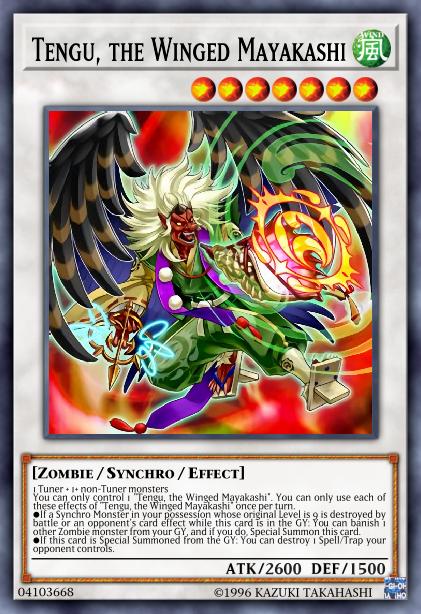 TENGU, THE WINGED MAYAKASHI
WIND
風
[ZOMBIE / SYNCHRO / EFFECT]
1 Tuner + 1+ non-Tuner monsters
You can only control 1 "Tengu, the Winged Mayakashi". You can only use each of
these effects of "Tengu, the Winged Mayakashi" once per turn.
●If a Synchro Monster in your possession whose original Level is 9 is destroyed by
battle or an opponent's card effect while this card is in the GY: You can banish 1
other Zombie monster from your GY, and if you do, Special Summon this card.
●If this card is Special Summoned from the GY: You can destroy 1 Spell/Trap your
opponent controls.
ATK/2600 DEF/1500
04103668
©1996 KAZUKI TAKAHASHI